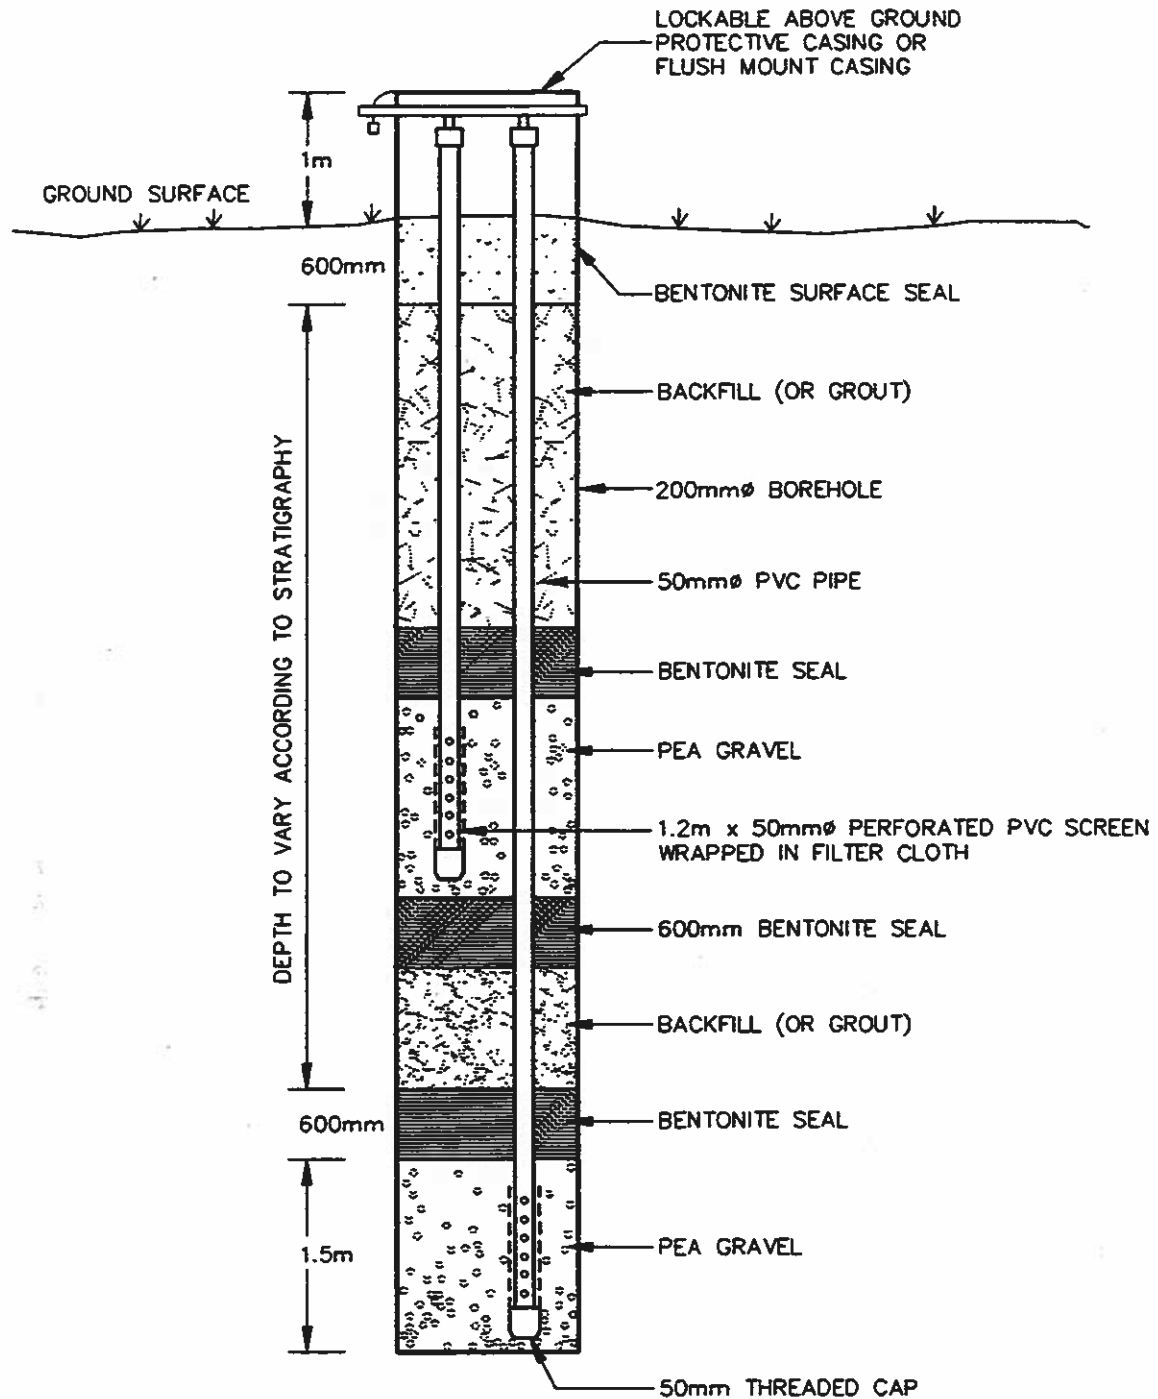 LOCKABLE ABOVE GROUND
PROTECTIVE CASING OR
FLUSH MOUNT CASING
1m
GROUND SURFACE
600mm
BENTONITE SURFACE SEAL
BACKFILL (OR GROUT)
200mmø BOREHOLE
DEPTH TO VARY ACCORDING TO STRATIGRAPHY
50mmø PVC PIPE
BENTONITE SEAL
PEA GRAVEL
1.2m x 50mmø PERFORATED PVC SCREEN
WRAPPED IN FILTER CLOTH
600mm BENTONITE SEAL
BACKFILL (OR GROUT)
600mm
BENTONITE SEAL
1.5m
PEA GRAVEL
50mm THREADED CAP